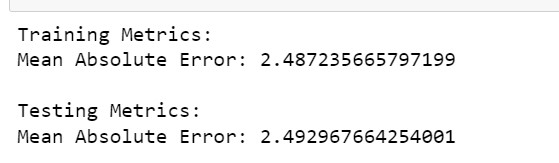 Training Metrics:
Mean Absolute Error: 2.487235665797199
Testing Metrics:
Mean Absolute Error: 2.492967664254001